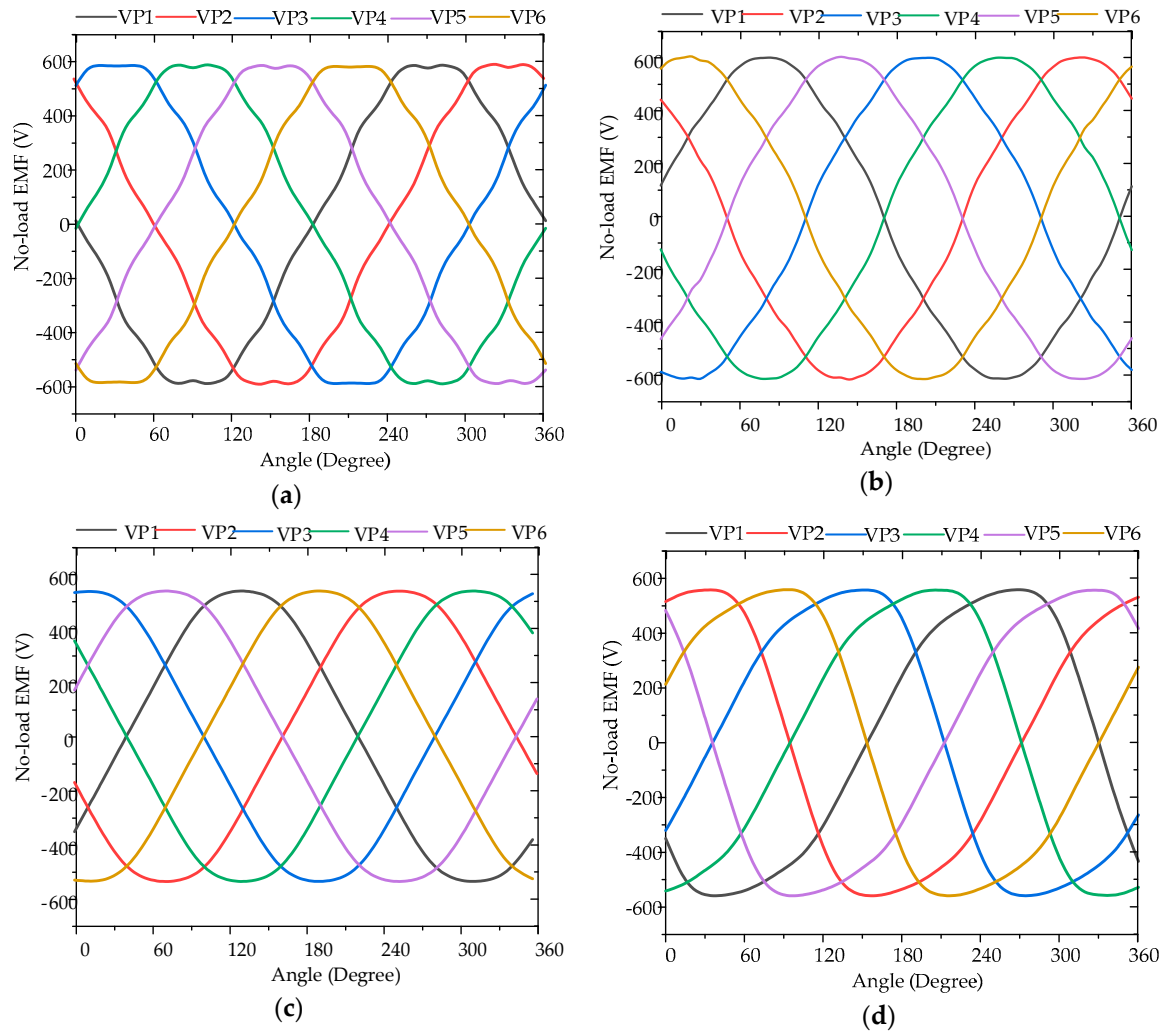 VP1 VP2 VP3 VP4 VP5 VP6
No-load EMF (V)
600
400
200
0
-200
-400
-600
0 60 120 180 240 300 360
Angle (Degree)
(a)
VP1 VP2 VP3 VP4 VP5 VP6
No-load EMF (V)
600
400
200
0
-200
-400
-600
0 60 120 180 240 300 360
Angle (Degree)
(b)
VP1 VP2 VP3 VP4 VP5 VP6
No-load EMF (V)
600
400
200
0
-200
-400
-600
0 60 120 180 240 300 360
Angle (Degree)
(c)
VP1 VP2 VP3 VP4 VP5 VP6
No-load EMF (V)
600
400
200
0
-200
-400
-600
0 60 120 180 240 300 360
Angle (Degree)
(d)